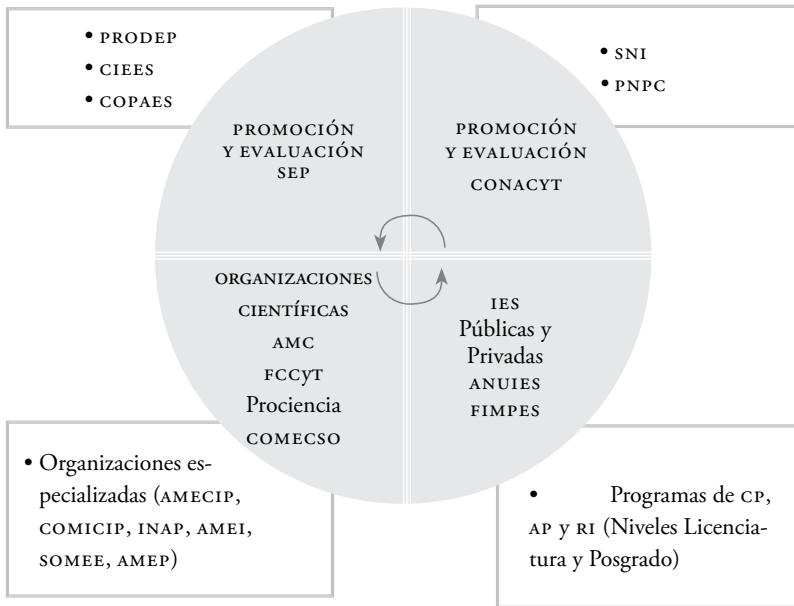 • PRODEP
• CIEES
• COPAES
• SNI
• PNPC
PROMOCIÓN
Y EVALUACIÓN
SEP
PROMOCIÓN
Y EVALUACIÓN
CONACYT
ORGANIZACIONES
CIENTÍFICAS
AMC
FCCyT
Prociencia
COMECSO
IES
Públicas y
Privadas
ANUIES
FIMPES
• Organizaciones es-
pecializadas (AMECIP,
COMICIP, INAP, AMEI,
SOMEE, AMEP)
• Programas de CP,
AP y RI (Niveles Licencia-
tura y Posgrado)